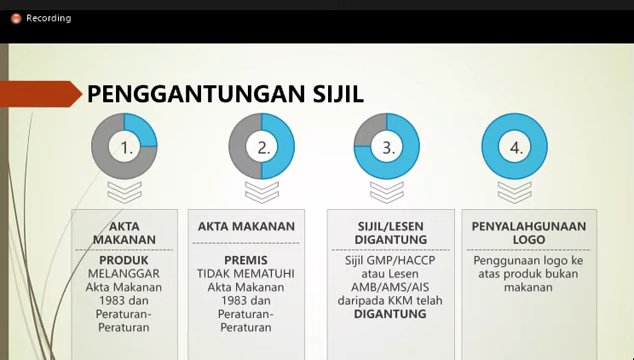 Recording
PENGGANTUNGAN SIJIL
1.
2.
3.
4.
AKTA
MAKANAN
PRODUK
MELANGGAR
Akta Makanan
1983 dan
Peraturan-
Peraturan
AKTA MAKANAN
PREMIS
TIDAK MEMATUHI
Akta Makanan
1983 dan
Peraturan-
Peraturan
SIJIL/LESEN
DIGANTUNG
Sijil GMP/HACCP
atau Lesen
AMB/AMS/AIS
daripada KKM telah
DIGANTUNG
PENYALAHGUNAAN
LOGO
Penggunaan logo ke
atas produk bukan
makanan